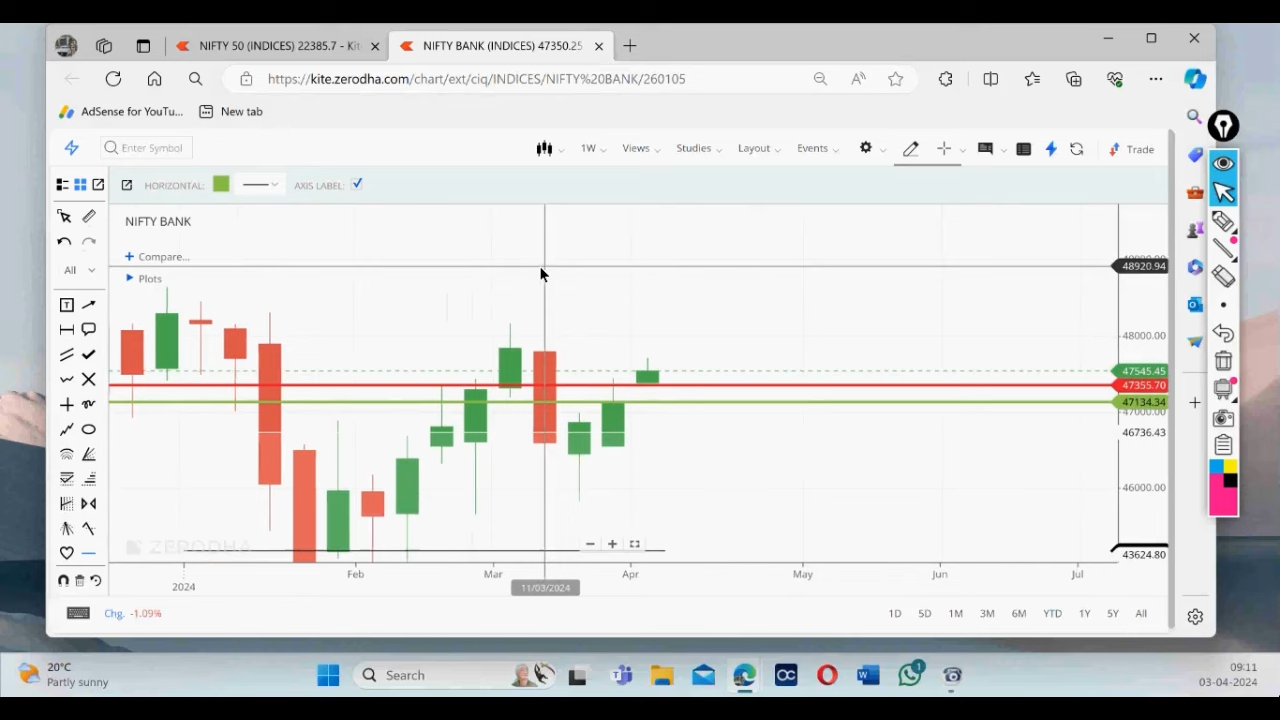 NIFTY 50 (INDICES) 22385.7 - Kit
NIFTY BANK (INDICES) 47350.25
https://kite.zerodha.com/chart/ext/ciq/INDICES/NIFTY%20BANK/260105
AdSense for YouTu...
New tab
Enter Symbol
1W
Views
Studies
Layout
Events
Trade
HORIZONTAL:
AXIS LABEL:
NIFTY BANK
Compare...
Plots
All
48920.94
48000.00
47545.45
47355.70
47134.34
47000.00
46736.43
46000.00
43624.80
ZERODHA
Feb
Mar
Apr
May
Jun
Jul
2024
11/03/2024
Chg. -1.09%
1D
5D
1M
3M
6M
YTD
1Y
5Y
All
20°C
Partly sunny
Search
1
09:11
03-04-2024